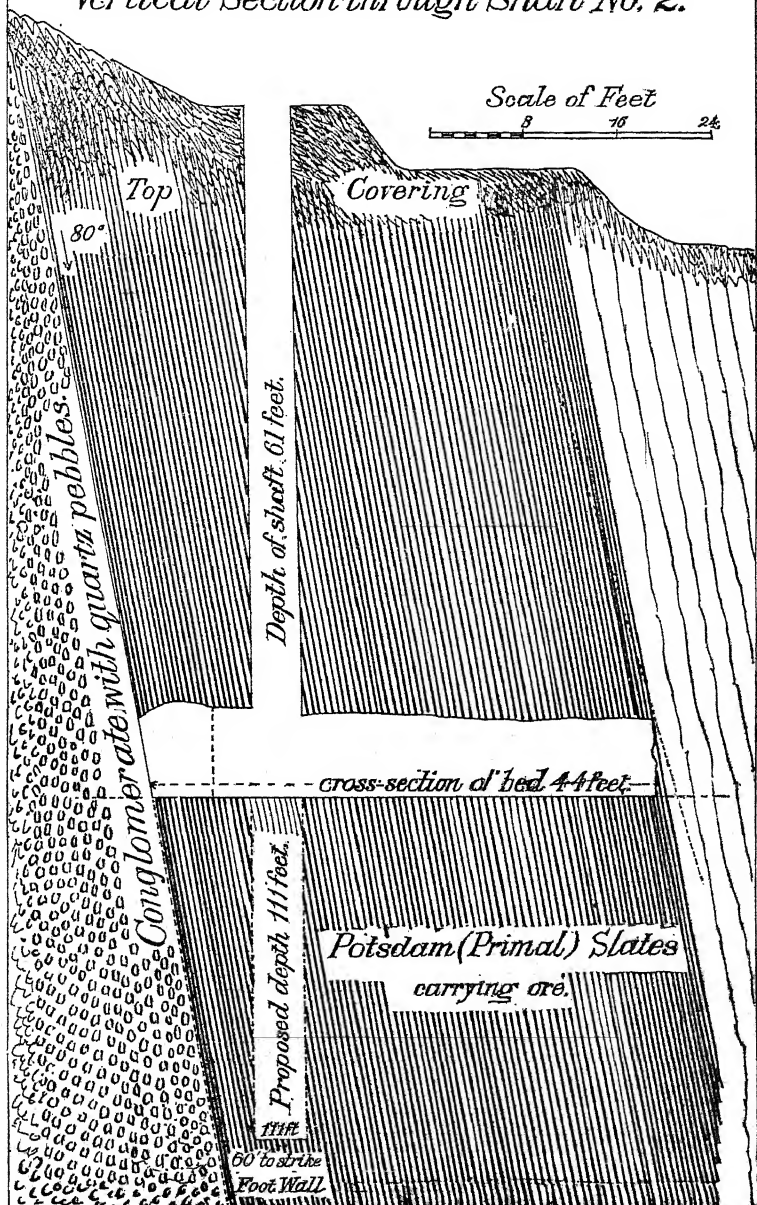 Vertical Section through Shaft No. 2.
Scale of Feet
8 16 24
Top
Covering
80°
Depth of shaft. 61 feet.
Conglomerate with quartz pebbles.
cross-section of bed 44 feet.
Potsdam (Primal) Slates
carrying ore.
Proposed depth 111 feet.
111 ft
60' to strike
Foot Wall